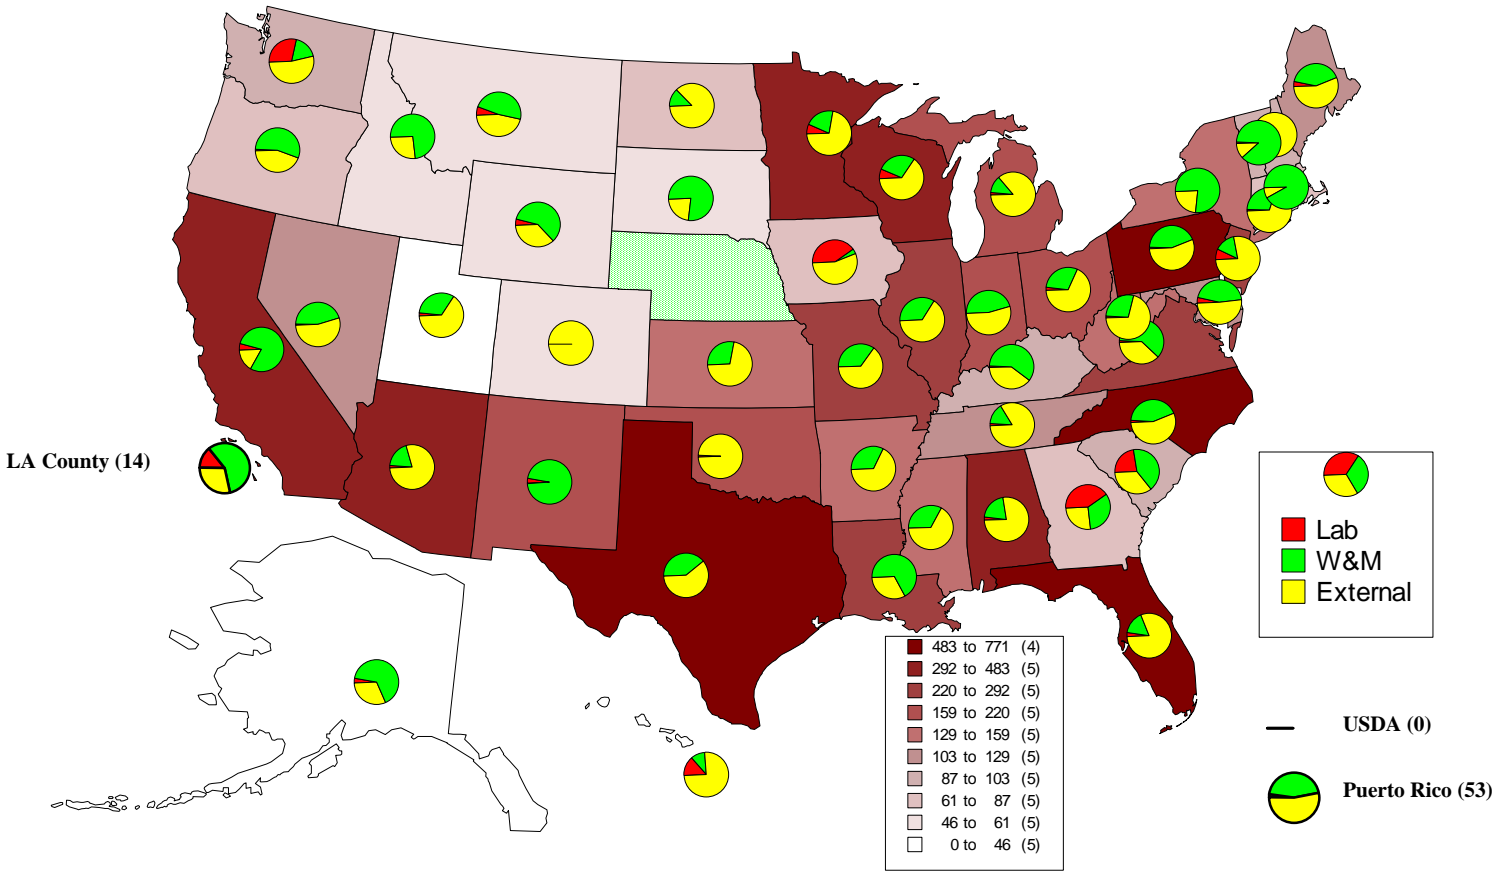 LA County (14)
Lab
W&M
External
483 to 771 (4)
292 to 483 (5)
220 to 292 (5)
159 to 220 (5)
129 to 159 (5)
103 to 129 (5)
87 to 103 (5)
61 to 87 (5)
46 to 61 (5)
0 to 46 (5)
USDA (0)
Puerto Rico (53)